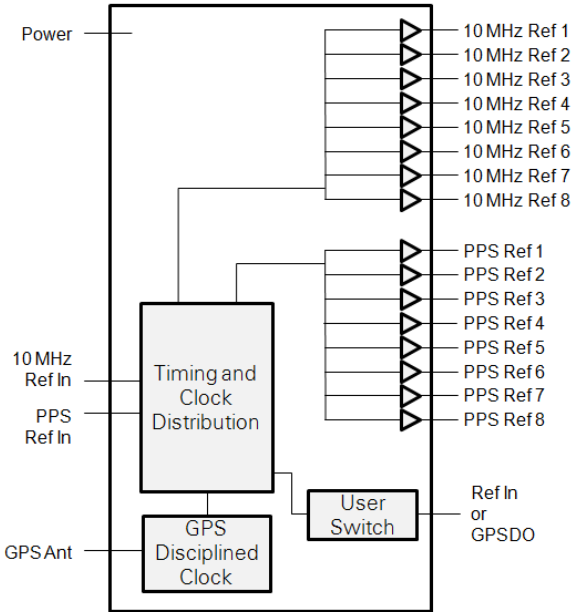 Power
10 MHz Ref 1
10 MHz Ref 2
10 MHz Ref 3
10 MHz Ref 4
10 MHz Ref 5
10 MHz Ref 6
10 MHz Ref 7
10 MHz Ref 8
PPS Ref 1
PPS Ref 2
PPS Ref 3
PPS Ref 4
PPS Ref 5
PPS Ref 6
PPS Ref 7
PPS Ref 8
10 MHz
Ref In
PPS
Ref In
Timing and
Clock
Distribution
User
Switch
Ref In
or
GPSDO
GPS Ant
GPS
Disciplined
Clock